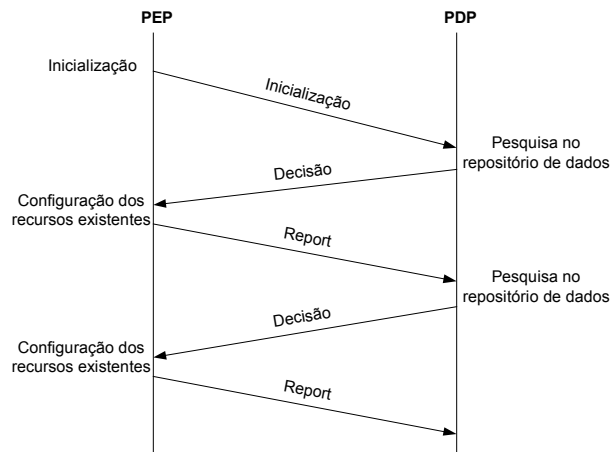 PEP
PDP
Inicialização
Inicialização
Pesquisa no
repositório de dados
Decisão
Configuração dos
recursos existentes
Report
Pesquisa no
repositório de dados
Decisão
Configuração dos
recursos existentes
Report